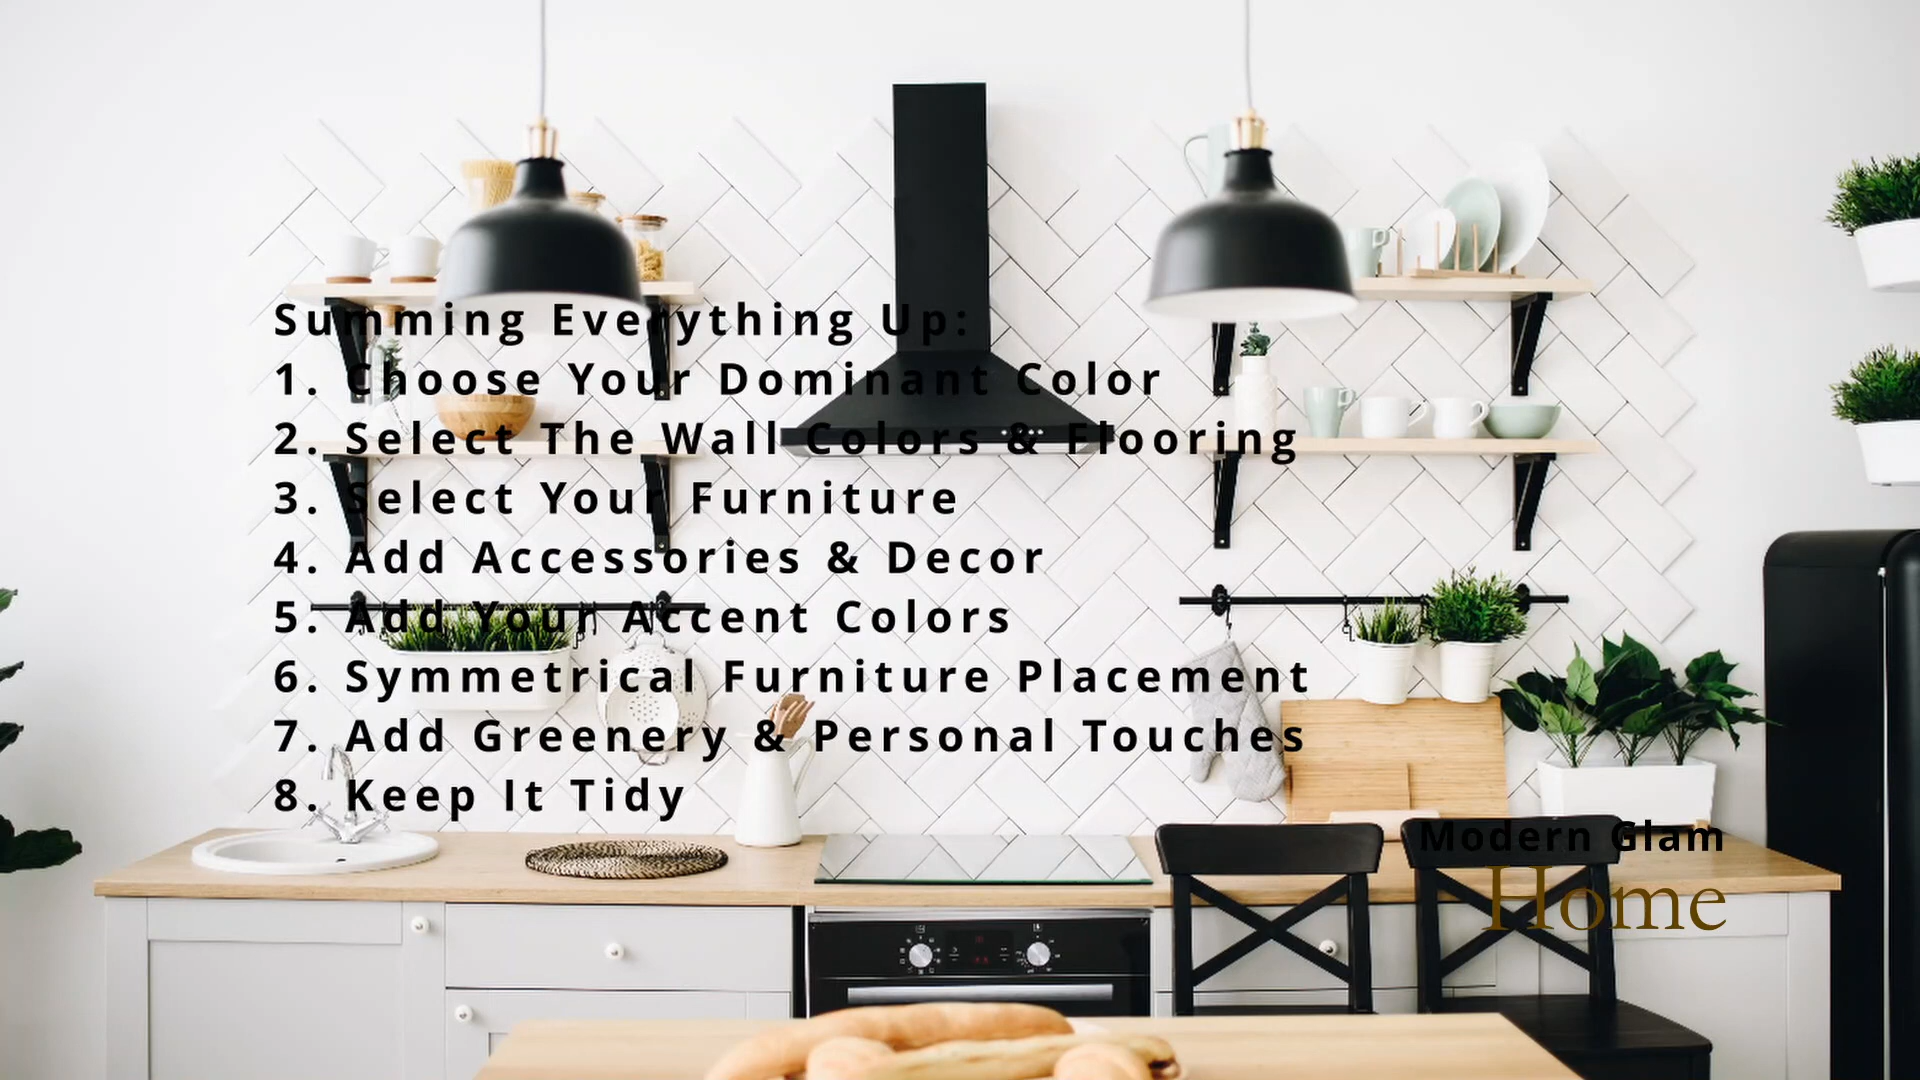 Summing Everything Up:
1. Choose Your Dominant Color
2. Select The Wall Colors & Flooring
3. Select Your Furniture
4. Add Accessories & Decor
5. Add Your Accent Colors
6. Symmetrical Furniture Placement
7. Add Greenery & Personal Touches
8. Keep It Tidy
Modern Glam
Home